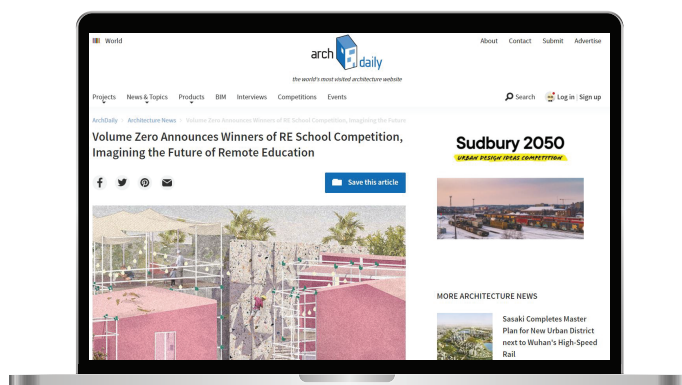 World
About Contact Submit Advertise
arch daily
the world's most visited architecture website
Projects News & Topics Products BIM Interviews Competitions Events
Search Log in | Sign up
ArchDaily > Architecture News > Volume Zero Announces Winners of RE School Competition, Imagining the Future
Volume Zero Announces Winners of RE School Competition,
Imagining the Future of Remote Education
Save this article
Sudbury 2050
URBAN DESIGN IDEAS COMPETITION
MORE ARCHITECTURE NEWS
Sasaki Completes Master
Plan for New Urban District
next to Wuhan's High-Speed
Rail